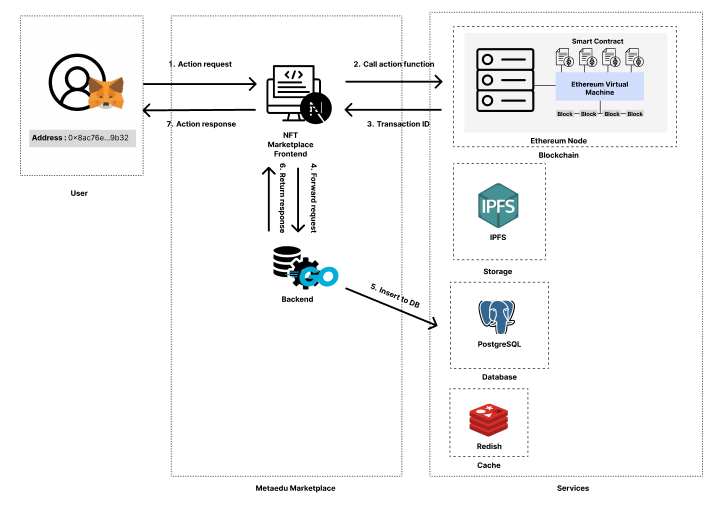 1. Action request
7. Action response
Address : 0x8ac76e...9b32
User
</>
N
NFT
Marketplace
Frontend
2. Call action function
3. Transaction ID
4. Forward request
6. Return response
GO
Backend
5. Insert to DB
Metaedu Marketplace
Smart Contract
Ethereum Virtual
Machine
Block
Block
Block
Block
Ethereum Node
Blockchain
IPFS
IPFS
Storage
PostgreSQL
Database
Redish
Cache
Services